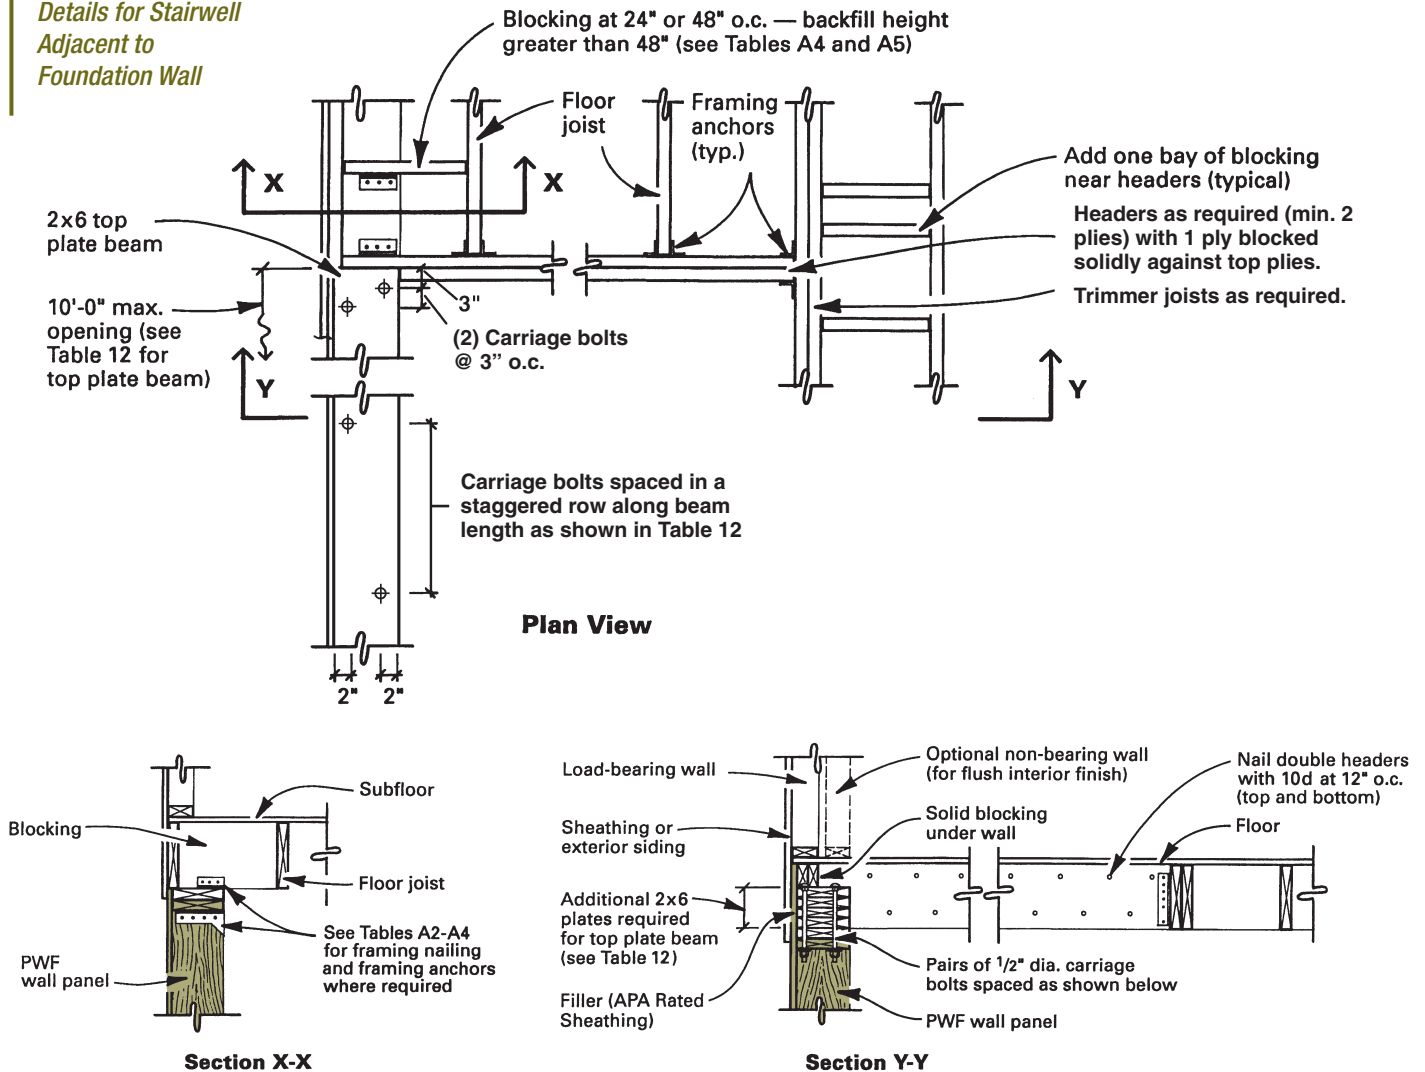 Details for Stairwell
Adjacent to
Foundation Wall
Blocking at 24" or 48" o.c. — backfill height
greater than 48" (see Tables A4 and A5)
Floor
joist
Framing
anchors
(typ.)
Add one bay of blocking
near headers (typical)
X
X
Headers as required (min. 2
plies) with 1 ply blocked
solidly against top plies.
2x6 top
plate beam
Trimmer joists as required.
10'-0" max.
opening (see
Table 12 for
top plate beam)
3"
(2) Carriage bolts
@ 3” o.c.
Y
Y
Carriage bolts spaced in a
staggered row along beam
length as shown in Table 12
Plan View
2"
2"
Subfloor
Blocking
Floor joist
See Tables A2-A4
for framing nailing
and framing anchors
where required
PWF
wall panel
Section X-X
Load-bearing wall
Optional non-bearing wall
(for flush interior finish)
Nail double headers
with 10d at 12" o.c.
(top and bottom)
Sheathing or
exterior siding
Solid blocking
under wall
Floor
Additional 2x6
plates required
for top plate beam
(see Table 12)
Pairs of 1/2" dia. carriage
bolts spaced as shown below
Filler (APA Rated
Sheathing)
PWF wall panel
Section Y-Y